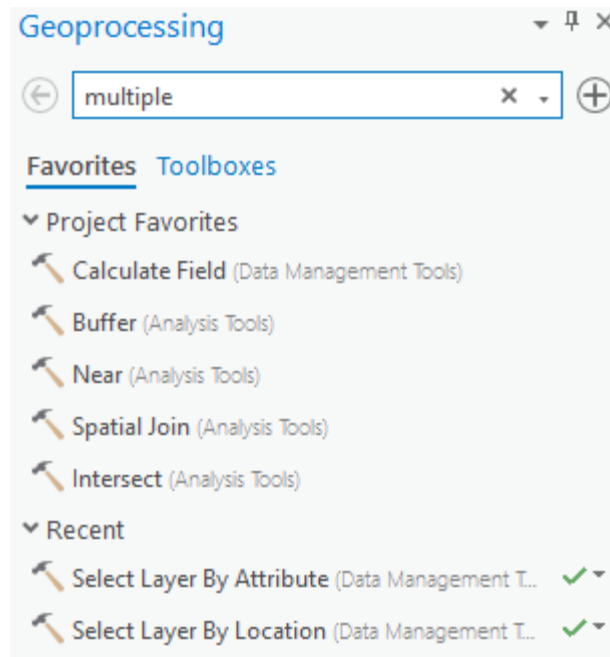 Geoprocessing
multiple
Favorites Toolboxes
Project Favorites
Calculate Field (Data Management Tools)
Buffer (Analysis Tools)
Near (Analysis Tools)
Spatial Join (Analysis Tools)
Intersect (Analysis Tools)
Recent
Select Layer By Attribute (Data Management T...
Select Layer By Location (Data Management T...